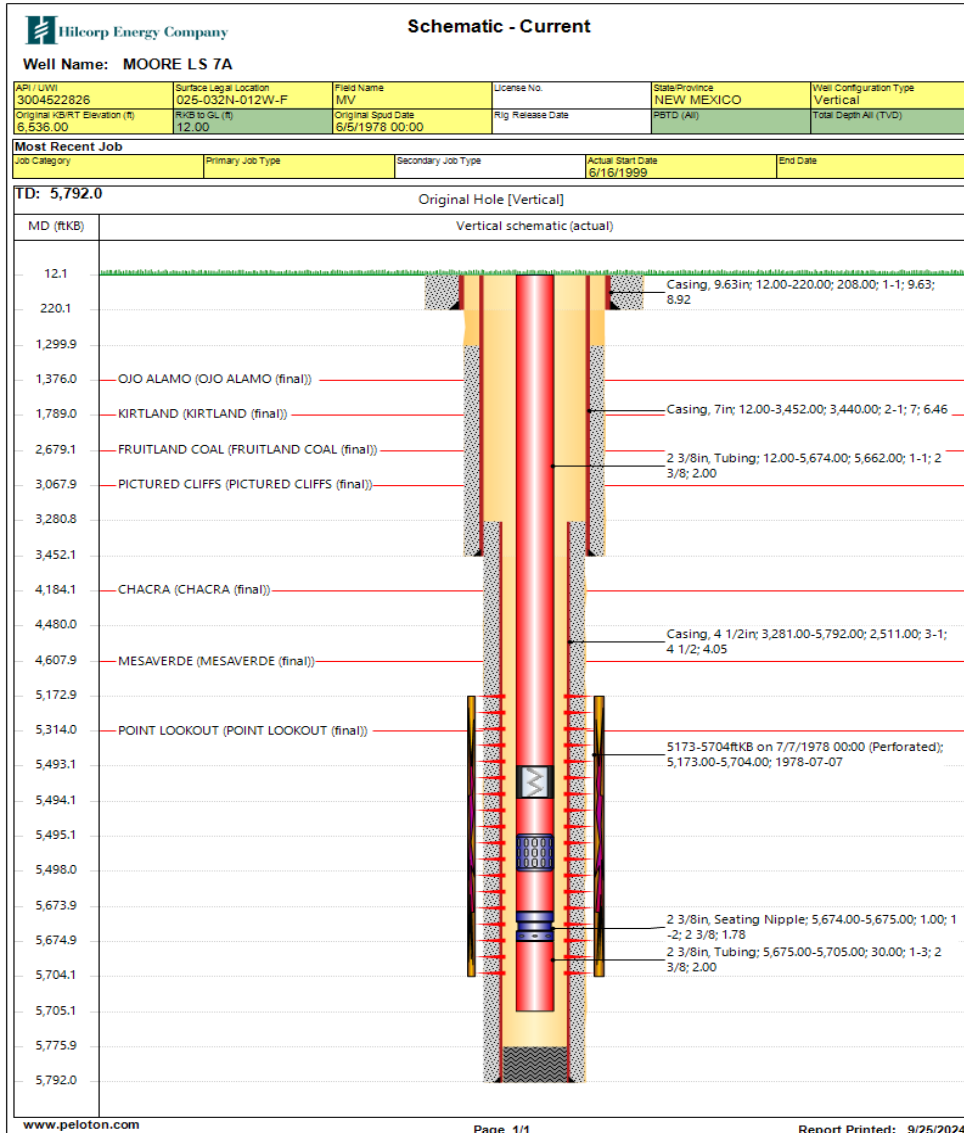 Hilcorp Energy Company
Schematic - Current
Well Name: MOORE LS 7A
API / UWI
3004522826
Surface Legal Location
025-032N-012W-F
Field Name
MV
License No.
State/Province
NEW MEXICO
Well Configuration Type
Vertical
Original KB/RT Elevation (ft)
6,536.00
RKB to GL (ft)
12.00
Original Spud Date
6/5/1978 00:00
Rig Release Date
PBTD (All)
Total Depth All (TVD)
Most Recent Job
Job Category
Primary Job Type
Secondary Job Type
Actual Start Date
6/16/1999
End Date
TD: 5,792.0
Original Hole [Vertical]
MD (ftKB)
Vertical schematic (actual)
12.1
Casing, 9.63in; 12.00-220.00; 208.00; 1-1; 9.63;
8.92
220.1
1,299.9
1,376.0
OJO ALAMO (OJO ALAMO (final))
1,789.0
KIRTLAND (KIRTLAND (final))
Casing, 7in; 12.00-3,452.00; 3,440.00; 2-1; 7; 6.46
2,679.1
FRUITLAND COAL (FRUITLAND COAL (final))
2 3/8in, Tubing; 12.00-5,674.00; 5,662.00; 1-1; 2
3/8; 2.00
3,067.9
PICTURED CLIFFS (PICTURED CLIFFS (final))
3,280.8
3,452.1
4,184.1
CHACRA (CHACRA (final))
4,480.0
Casing, 4 1/2in; 3,281.00-5,792.00; 2,511.00; 3-1;
4 1/2; 4.05
4,607.9
MESAVERDE (MESAVERDE (final))
5,172.9
5,314.0
POINT LOOKOUT (POINT LOOKOUT (final))
5173-5704ftKB on 7/7/1978 00:00 (Perforated);
5,173.00-5,704.00; 1978-07-07
5,493.1
5,494.1
5,495.1
5,498.0
5,673.9
2 3/8in, Seating Nipple; 5,674.00-5,675.00; 1.00; 1
-2; 2 3/8; 1.78
5,674.9
2 3/8in, Tubing; 5,675.00-5,705.00; 30.00; 1-3; 2
3/8; 2.00
5,704.1
5,705.1
5,775.9
5,792.0
www.peloton.com
Page 1/1
Report Printed: 9/25/2024